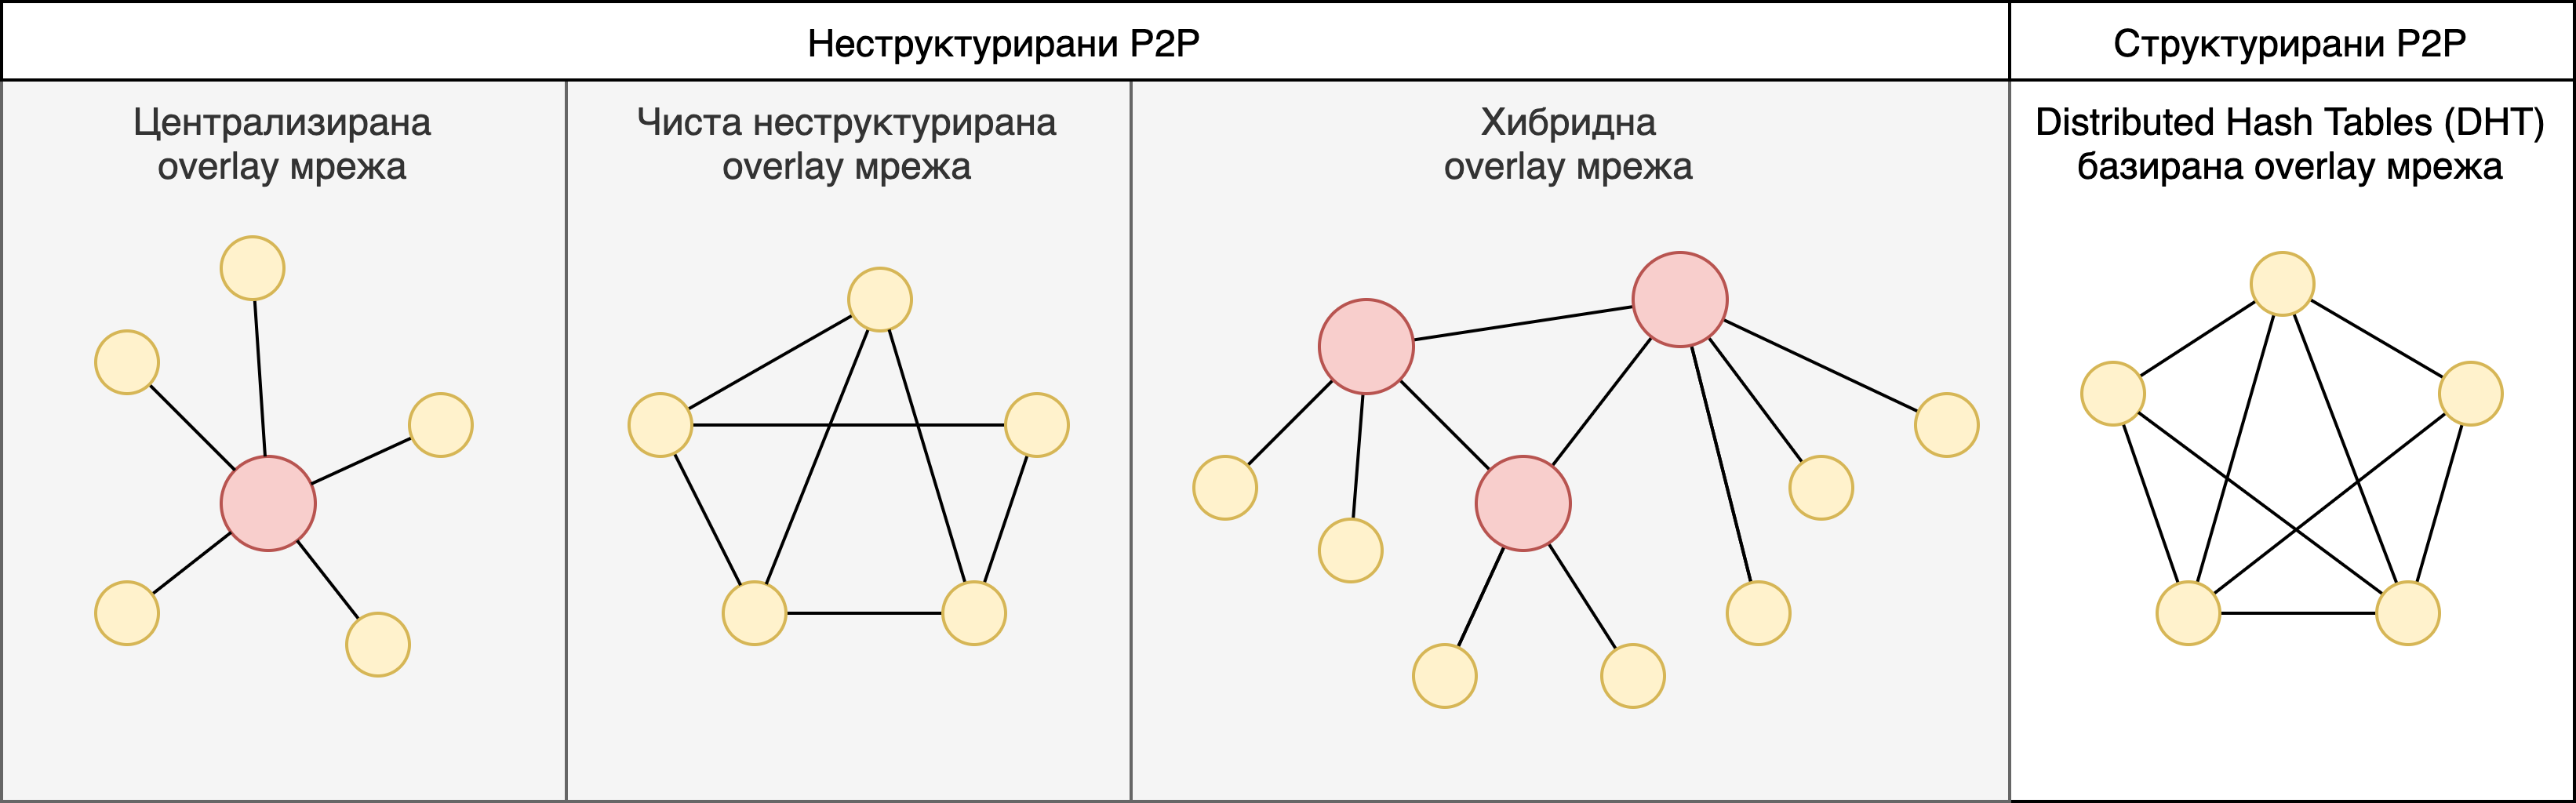 Неструктурирани P2P
Структурирани P2P
Централизирана
overlay мрежа
Чиста неструктурирана
overlay мрежа
Хибридна
overlay мрежа
Distributed Hash Tables (DHT)
базирана overlay мрежа